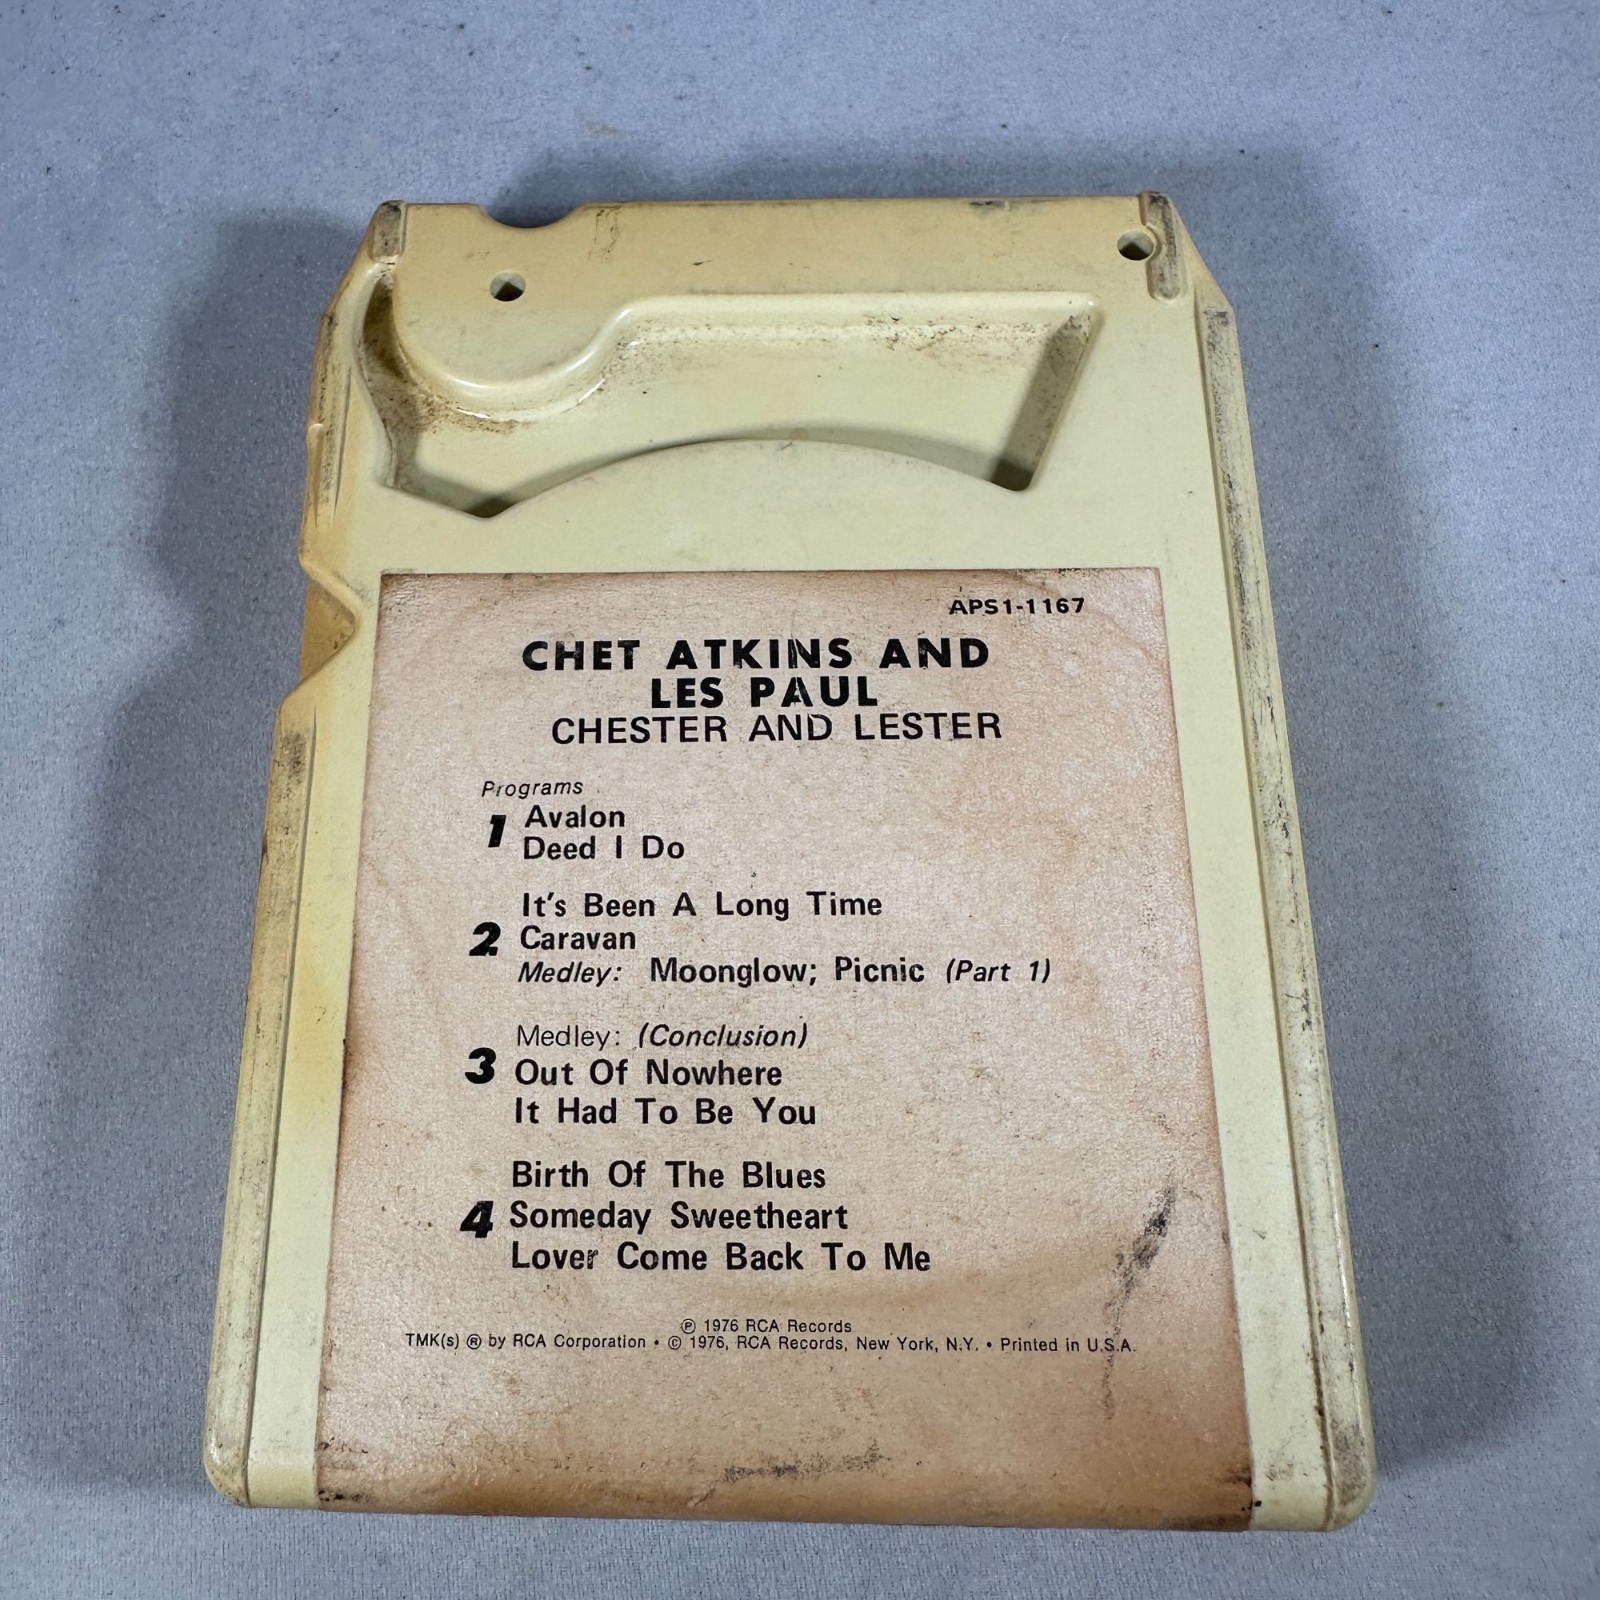 APS1-1167
CHET ATKINS AND
LES PAUL
CHESTER AND LESTER
Programs
1 Avalon
Deed I Do
It's Been A Long Time
2 Caravan
Medley: Moonglow; Picnic (Part 1)
Medley: (Conclusion)
3 Out Of Nowhere
It Had To Be You
Birth Of The Blues
4 Someday Sweetheart
Lover Come Back To Me
℗ 1976 RCA Records
TMK(s) ® by RCA Corporation • © 1976, RCA Records, New York, N.Y. • Printed in U.S.A.